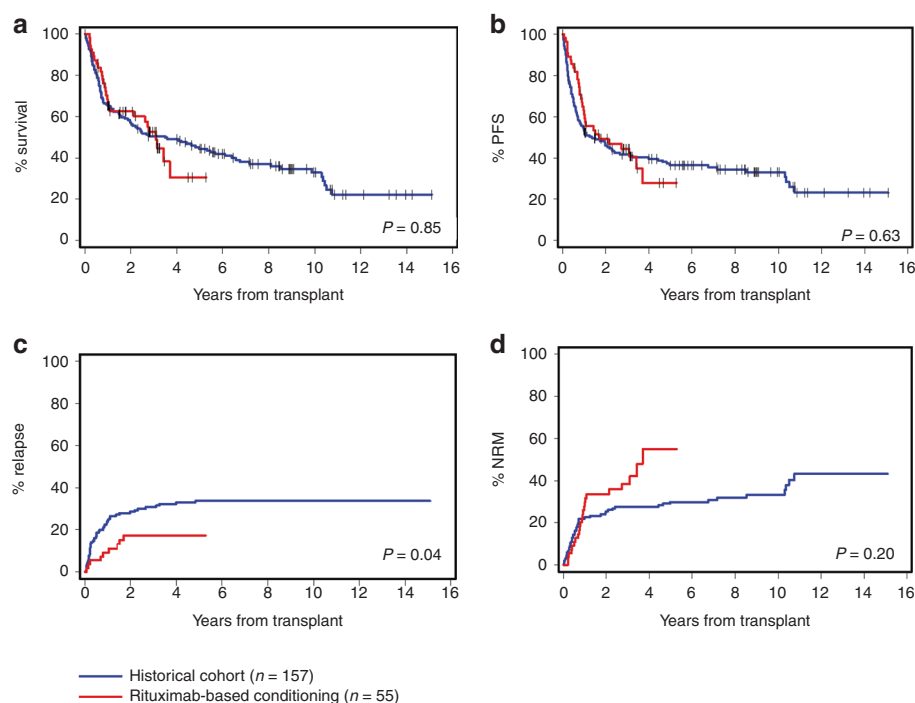 a
100
80
60
40
20
0
% survival
P = 0.85
0 2 4 6 8 10 12 14 16
Years from transplant
b
100
80
60
40
20
0
% PFS
P = 0.63
0 2 4 6 8 10 12 14 16
Years from transplant
c
100
80
60
40
20
0
% relapse
P = 0.04
0 2 4 6 8 10 12 14 16
Years from transplant
d
100
80
60
40
20
0
% NRM
P = 0.20
0 2 4 6 8 10 12 14 16
Years from transplant
Historical cohort (n = 157)
Rituximab-based conditioning (n = 55)